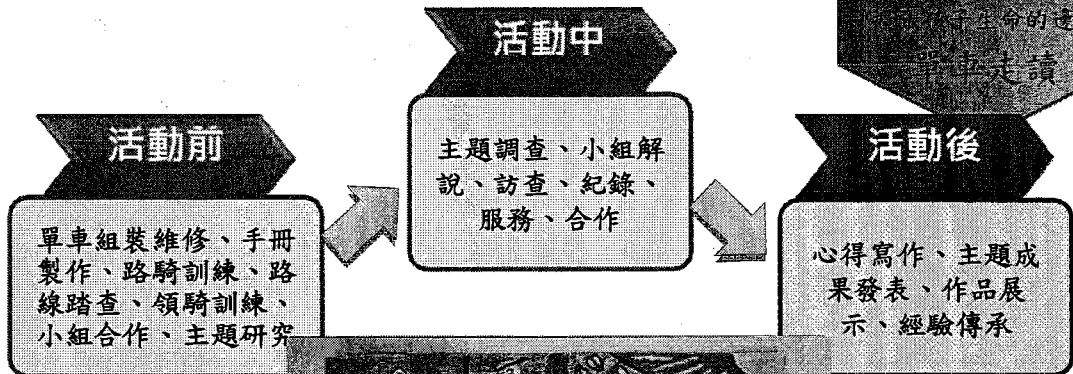 活動前
單車組裝維修、手冊
製作、路騎訓練、路
線踏查、領騎訓練、
小組合作、主題研究
活動中
主題調查、小組解
說、訪查、紀錄、
服務、合作
生命的
走讀
活動後
心得寫作、主題成
果發表、作品展
示、經驗傳承